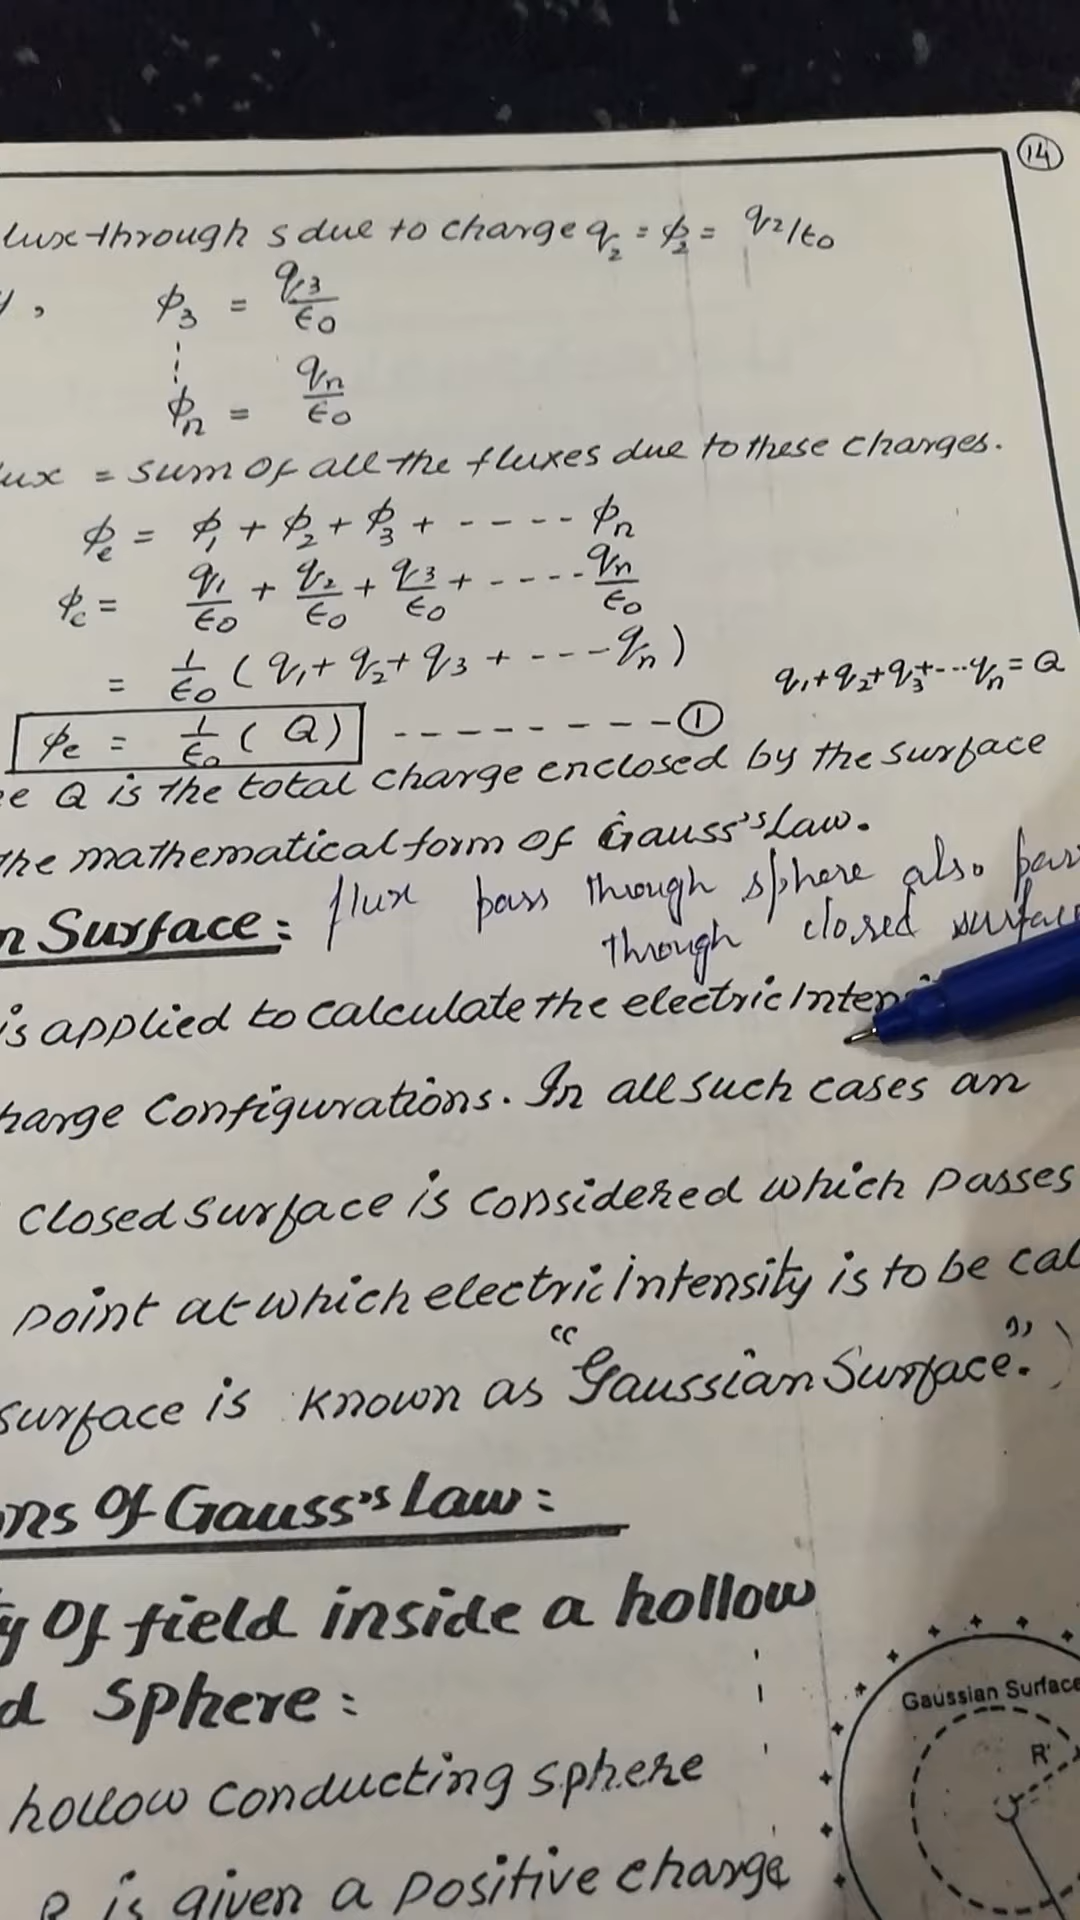 14
lux through s due to charge q2 = ϕ2 = q2/ε0
y, ϕ3 = q3/ε0
⋮
ϕn = qn/ε0
lux = sum of all the fluxes due to these charges.
ϕe = ϕ1 + ϕ2 + ϕ3 + ----- ϕn
ϕe = q1/ε0 + q2/ε0 + q3/ε0 + ----- qn/ε0
= 1/ε0 (q1 + q2 + q3 + ---- qn) q1+q2+q3+---qn = Q
ϕe = 1/ε0 (Q) -------- ①
Q is the total charge enclosed by the surface
the mathematical form of Gauss's Law.
flux pass through sphere also pass
n Surface:
through closed surface
is applied to calculate the electric Inten
harge configurations. In all such cases an
closed surface is considered which passes
point at which electric intensity is to be cal
surface is known as "Gaussian Surface."
ns Of Gauss's Law:
y Of field inside a hollow
d sphere:
Gaussian Surface
R'
hollow conducting sphere
R is given a positive charge